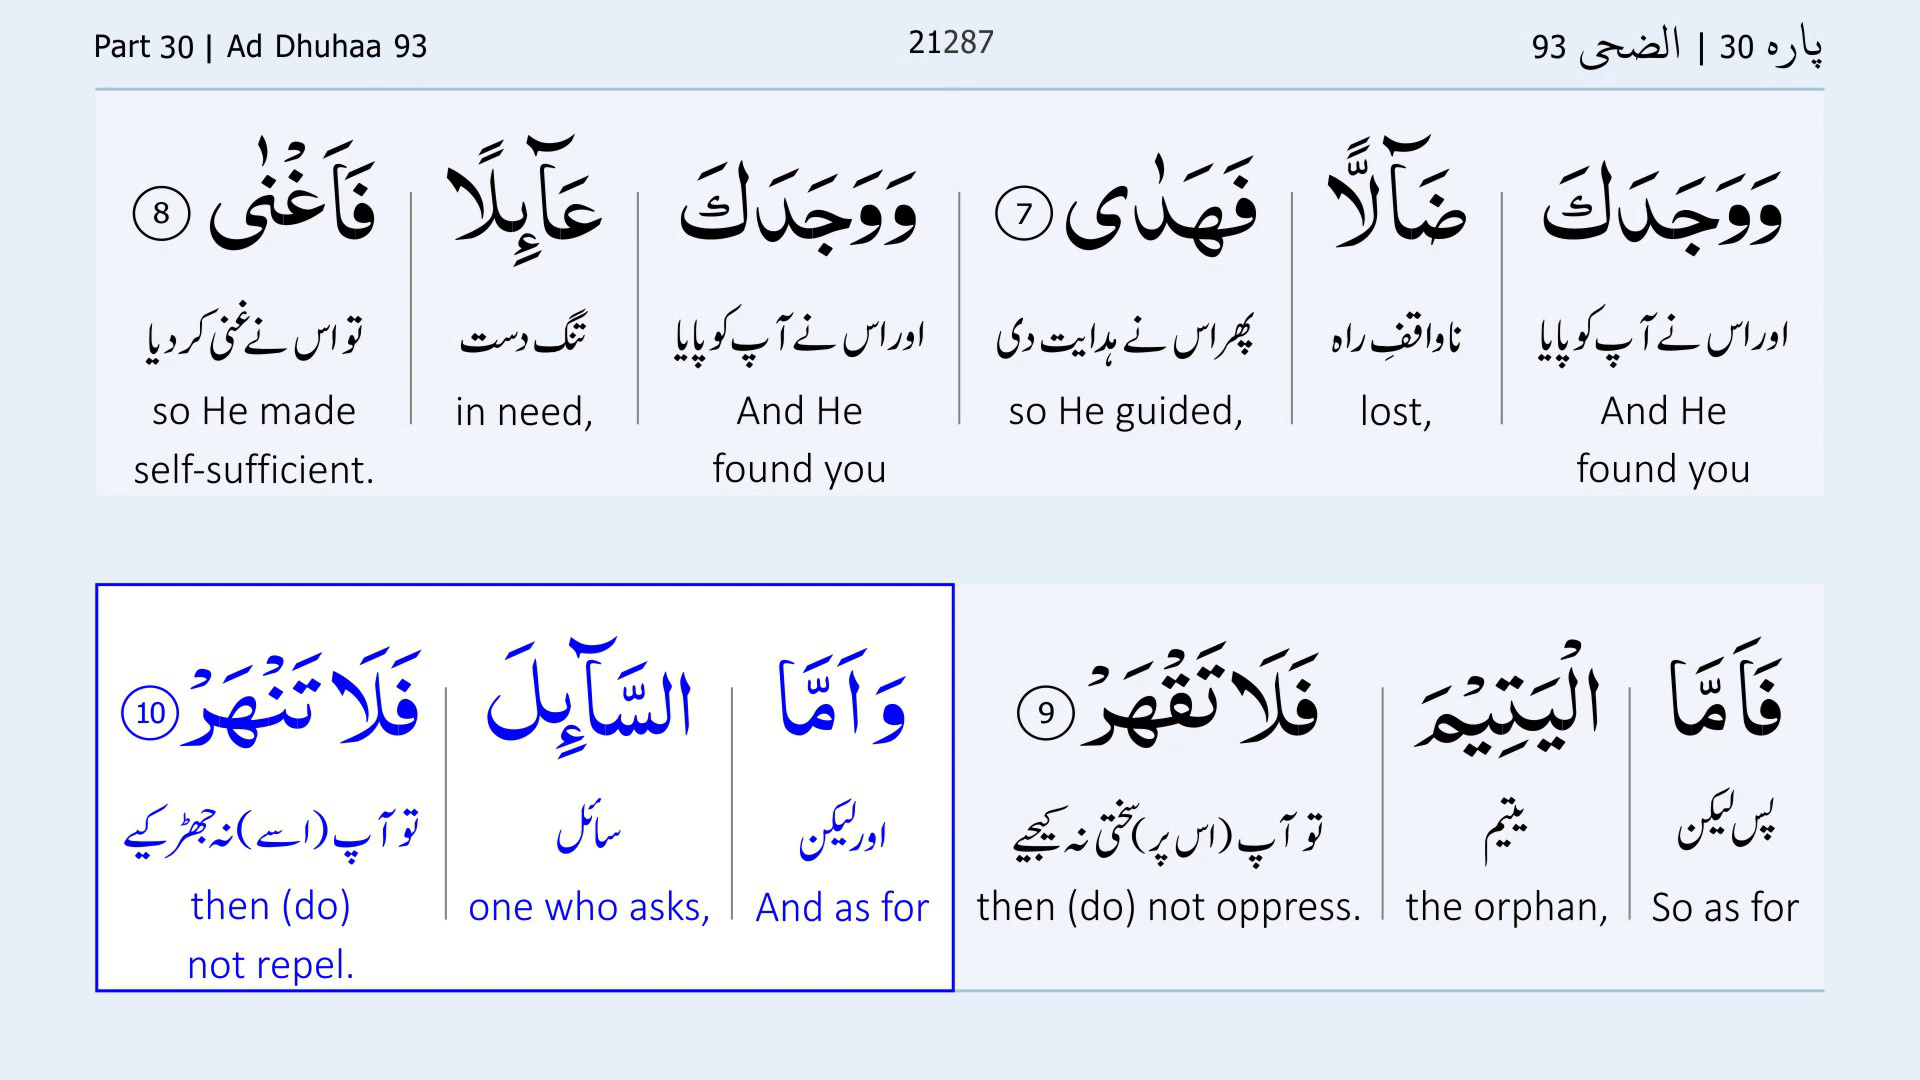 Part 30 | Ad Dhuhaa 93
21287
پارہ 30 | الضحی 93
وَوَجَدَكَ ضَآلًّا فَهَدٰى 7 وَوَجَدَكَ عَآٮِٕلًا فَاَغْنٰى 8
اور اس نے آپ کو پایا ناواقفِ راہ پھر اس نے ہدایت دی اور اس نے آپ کو پایا تنگ دست تو اس نے غنی کر دیا
And He found you
lost,
so He guided,
And He found you
in need,
so He made self-sufficient.
فَاَمَّا الْيَتِيْمَ فَلَا تَقْهَرْ 9 وَ اَمَّا السَّآٮِٕلَ فَلَا تَنْهَرْ 10
پس لیکن یتیم تو آپ (اس پر) سختی نہ کیجیے اور لیکن سائل تو آپ (اسے) نہ جھڑکیے
So as for
the orphan,
then (do) not oppress.
And as for
one who asks,
then (do) not repel.